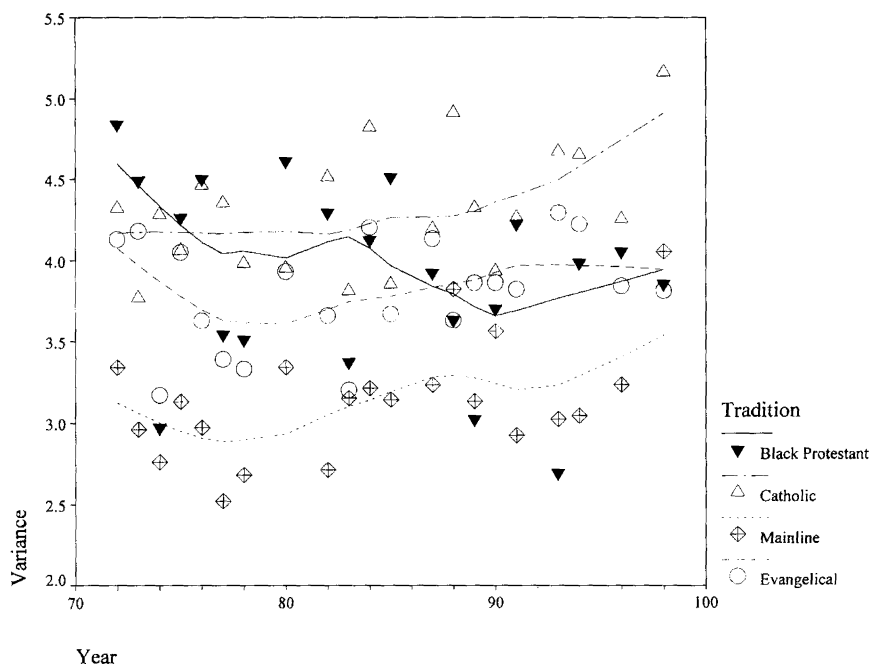 5.5
5.0
4.5
4.0
3.5
3.0
2.5
2.0
Variance
70 80 90 100
Year
Tradition
Black Protestant
Catholic
Mainline
Evangelical